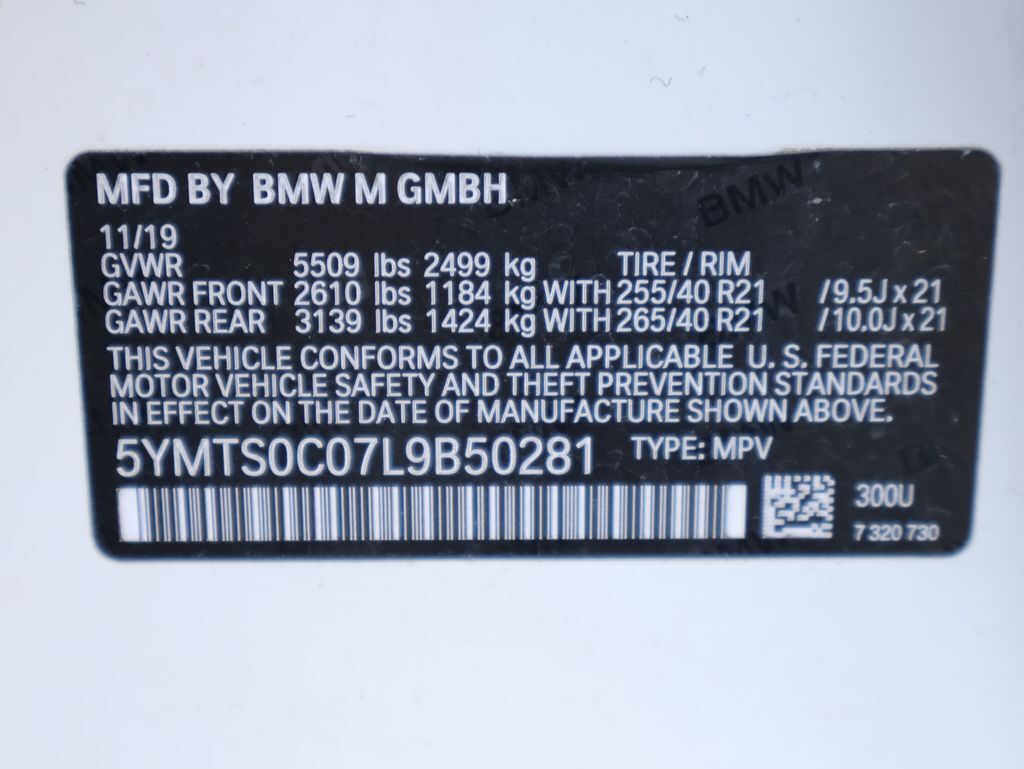 MFD BY BMW M GMBH
11/19
GVWR 5509 lbs 2499 kg TIRE / RIM
GAWR FRONT 2610 lbs 1184 kg WITH 255/40 R21 /9.5J x 21
GAWR REAR 3139 lbs 1424 kg WITH 265/40 R21 /10.0J x 21
THIS VEHICLE CONFORMS TO ALL APPLICABLE U. S. FEDERAL
MOTOR VEHICLE SAFETY AND THEFT PREVENTION STANDARDS
IN EFFECT ON THE DATE OF MANUFACTURE SHOWN ABOVE.
5YMTS0C07L9B50281 TYPE: MPV
300U
7 320 730
BMW